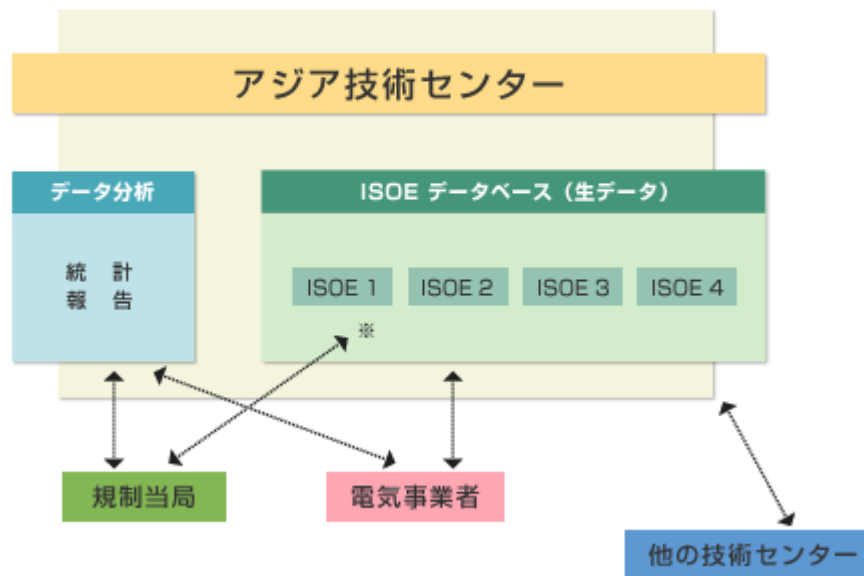 アジア技術センター
データ分析
ISOE データベース（生データ）
統　計
報　告
ISOE 1
ISOE 2
ISOE 3
ISOE 4
※
規制当局
電気事業者
他の技術センター